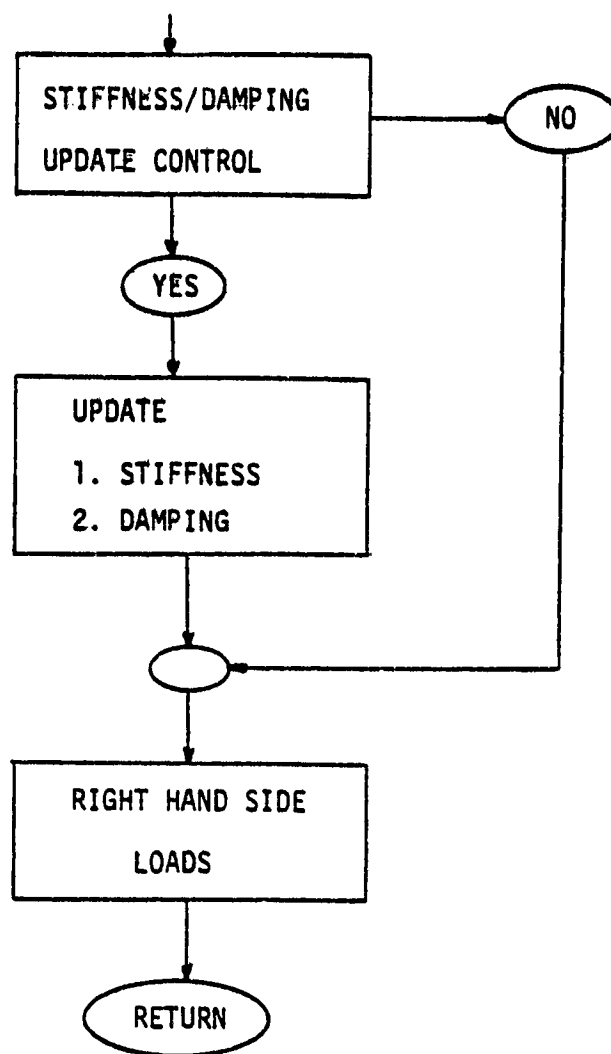 STIFFNESS/DAMPING
UPDATE CONTROL
NO
YES
UPDATE
1. STIFFNESS
2. DAMPING
RIGHT HAND SIDE
LOADS
RETURN